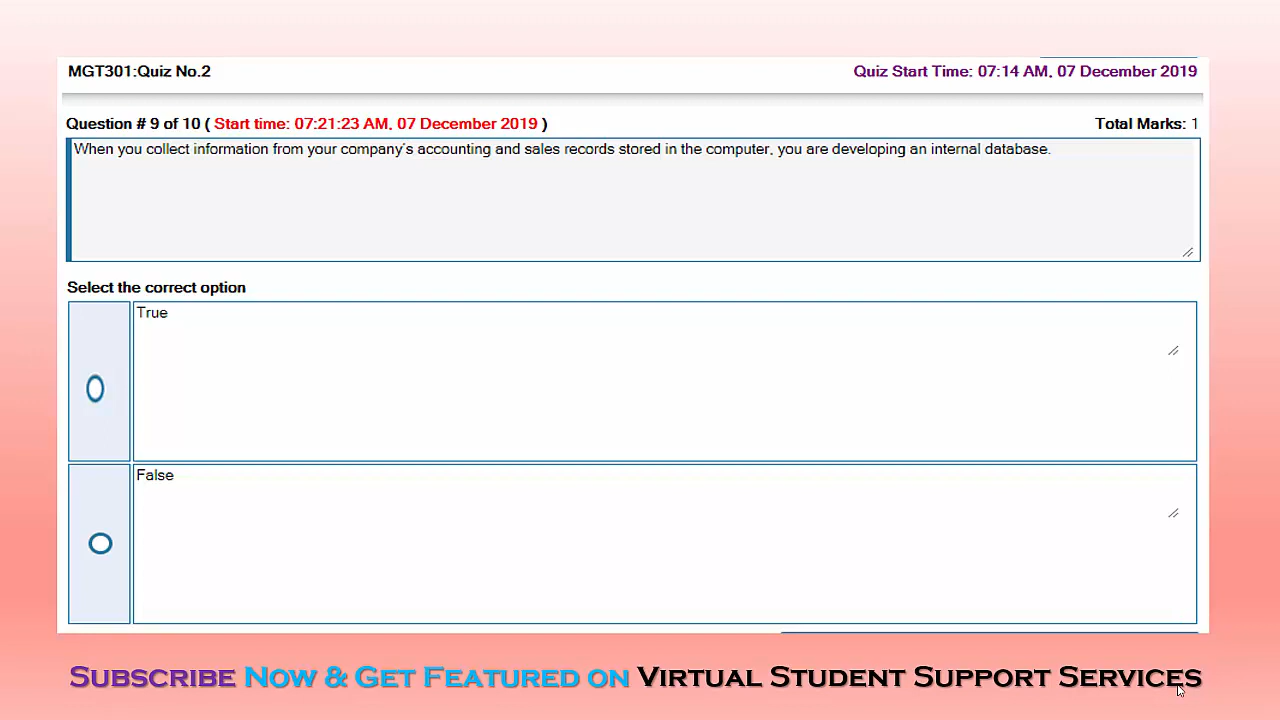 MGT301:Quiz No.2
Quiz Start Time: 07:14 AM, 07 December 2019
Question # 9 of 10 ( Start time: 07:21:23 AM, 07 December 2019 )
Total Marks: 1
When you collect information from your company's accounting and sales records stored in the computer, you are developing an internal database.
Select the correct option
True
False
Subscribe Now & Get Featured on Virtual Student Support Services